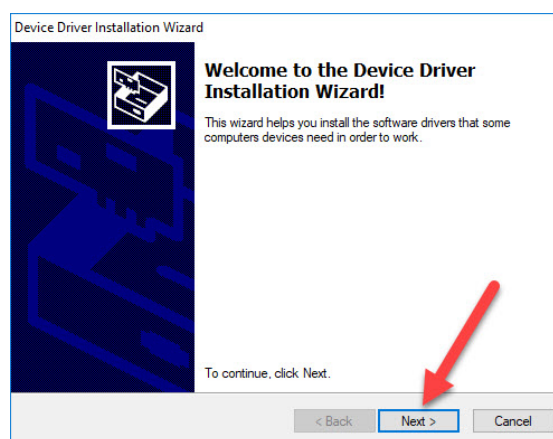 Device Driver Installation Wizard
Welcome to the Device Driver
Installation Wizard!
This wizard helps you install the software drivers that some
computers devices need in order to work.
To continue, click Next.
< Back
Next >
Cancel